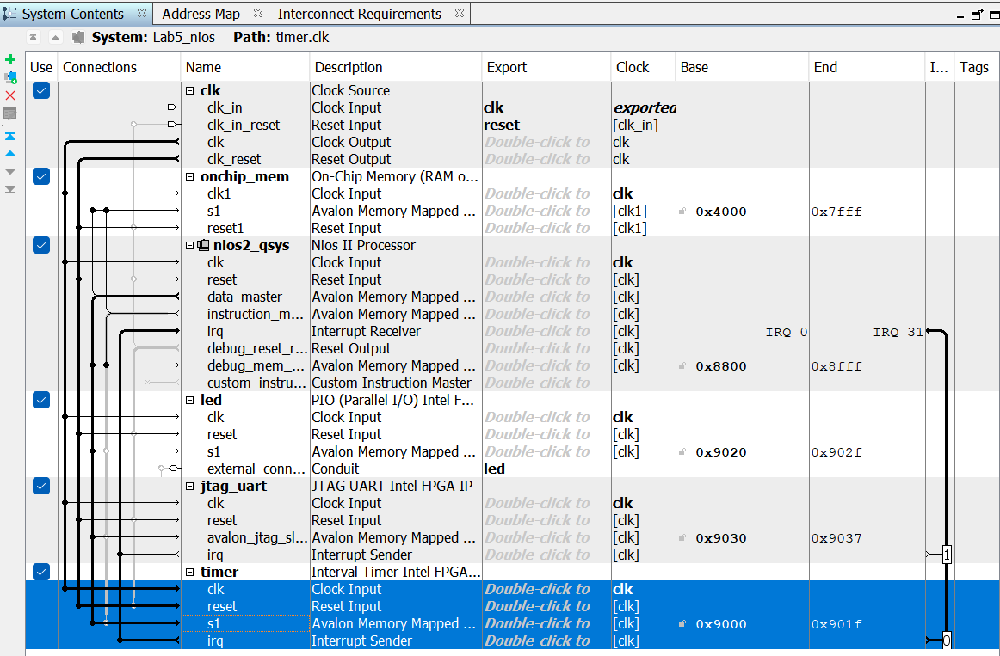 System Contents Address Map Interconnect Requirements
System: Lab5_nios Path: timer.clk
Use Connections Name Description Export Clock Base End I... Tags
clk Clock Source
clk_in Clock Input clk exported
clk_in_reset Reset Input reset [clk_in]
clk Clock Output Double-click to clk
clk_reset Reset Output Double-click to clk
onchip_mem On-Chip Memory (RAM o...
clk1 Clock Input Double-click to clk
s1 Avalon Memory Mapped ... Double-click to [clk1] 0x4000 0x7fff
reset1 Reset Input Double-click to [clk1]
nios2_qsys Nios II Processor
clk Clock Input Double-click to clk
reset Reset Input Double-click to [clk]
data_master Avalon Memory Mapped ... Double-click to [clk]
instruction_m... Avalon Memory Mapped ... Double-click to [clk]
irq Interrupt Receiver Double-click to [clk] IRQ 0 IRQ 31
debug_reset_r... Reset Output Double-click to [clk]
debug_mem_... Avalon Memory Mapped ... Double-click to [clk] 0x8800 0x8fff
custom_instru... Custom Instruction Master Double-click to
led PIO (Parallel I/O) Intel F...
clk Clock Input Double-click to clk
reset Reset Input Double-click to [clk]
s1 Avalon Memory Mapped ... Double-click to [clk] 0x9020 0x902f
external_conn... Conduit led
jtag_uart JTAG UART Intel FPGA IP
clk Clock Input Double-click to clk
reset Reset Input Double-click to [clk]
avalon_jtag_sl... Avalon Memory Mapped ... Double-click to [clk] 0x9030 0x9037
irq Interrupt Sender Double-click to [clk] 1
timer Interval Timer Intel FPGA...
clk Clock Input Double-click to clk
reset Reset Input Double-click to [clk]
s1 Avalon Memory Mapped ... Double-click to [clk] 0x9000 0x901f
irq Interrupt Sender Double-click to [clk] 0